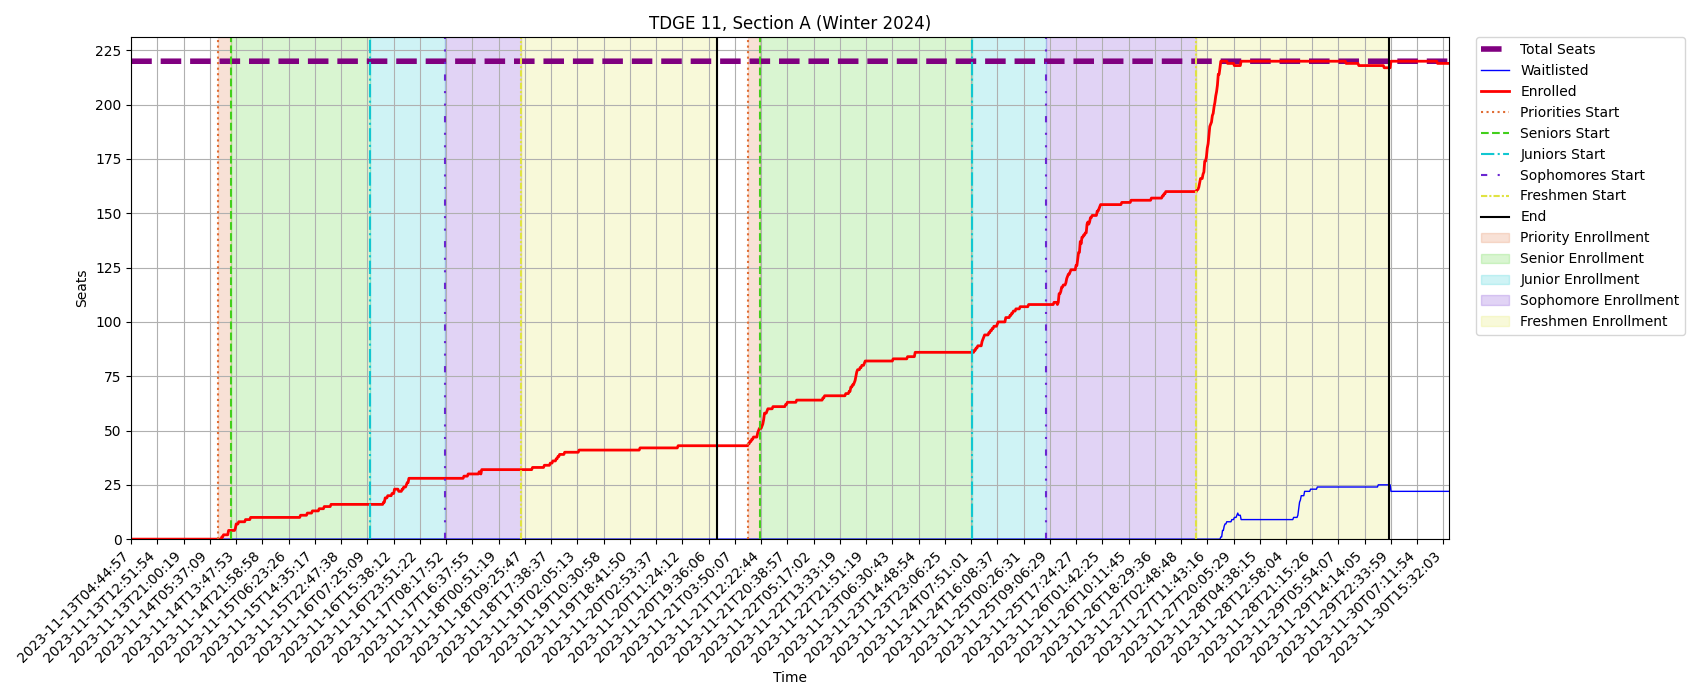 TDGE 11, Section A (Winter 2024)
225
200
175
150
125
100
75
50
25
0
Seats
2023-11-13T04:44:57
2023-11-13T12:51:54
2023-11-13T21:00:19
2023-11-14T05:37:09
2023-11-14T13:47:53
2023-11-14T21:58:58
2023-11-15T06:23:26
2023-11-15T14:35:17
2023-11-15T22:47:38
2023-11-16T07:25:09
2023-11-16T15:38:12
2023-11-16T23:51:22
2023-11-17T08:17:52
2023-11-17T16:37:55
2023-11-18T00:51:19
2023-11-18T09:25:47
2023-11-18T17:38:37
2023-11-19T02:05:13
2023-11-19T10:30:58
2023-11-19T18:41:50
2023-11-20T02:53:37
2023-11-20T11:24:12
2023-11-20T19:36:06
2023-11-21T03:50:07
2023-11-21T12:22:44
2023-11-21T20:38:57
2023-11-22T05:17:02
2023-11-22T13:33:19
2023-11-22T21:51:19
2023-11-23T06:30:43
2023-11-23T14:48:54
2023-11-23T23:06:25
2023-11-24T07:51:01
2023-11-24T16:08:37
2023-11-25T00:26:31
2023-11-25T09:06:29
2023-11-25T17:24:27
2023-11-26T01:42:25
2023-11-26T10:11:45
2023-11-26T18:29:36
2023-11-27T02:48:48
2023-11-27T11:43:16
2023-11-27T20:05:29
2023-11-28T04:38:15
2023-11-28T12:58:04
2023-11-28T21:15:26
2023-11-29T05:54:07
2023-11-29T14:14:05
2023-11-29T22:33:59
2023-11-30T07:11:54
2023-11-30T15:32:03
Time
Total Seats
Waitlisted
Enrolled
Priorities Start
Seniors Start
Juniors Start
Sophomores Start
Freshmen Start
End
Priority Enrollment
Senior Enrollment
Junior Enrollment
Sophomore Enrollment
Freshmen Enrollment